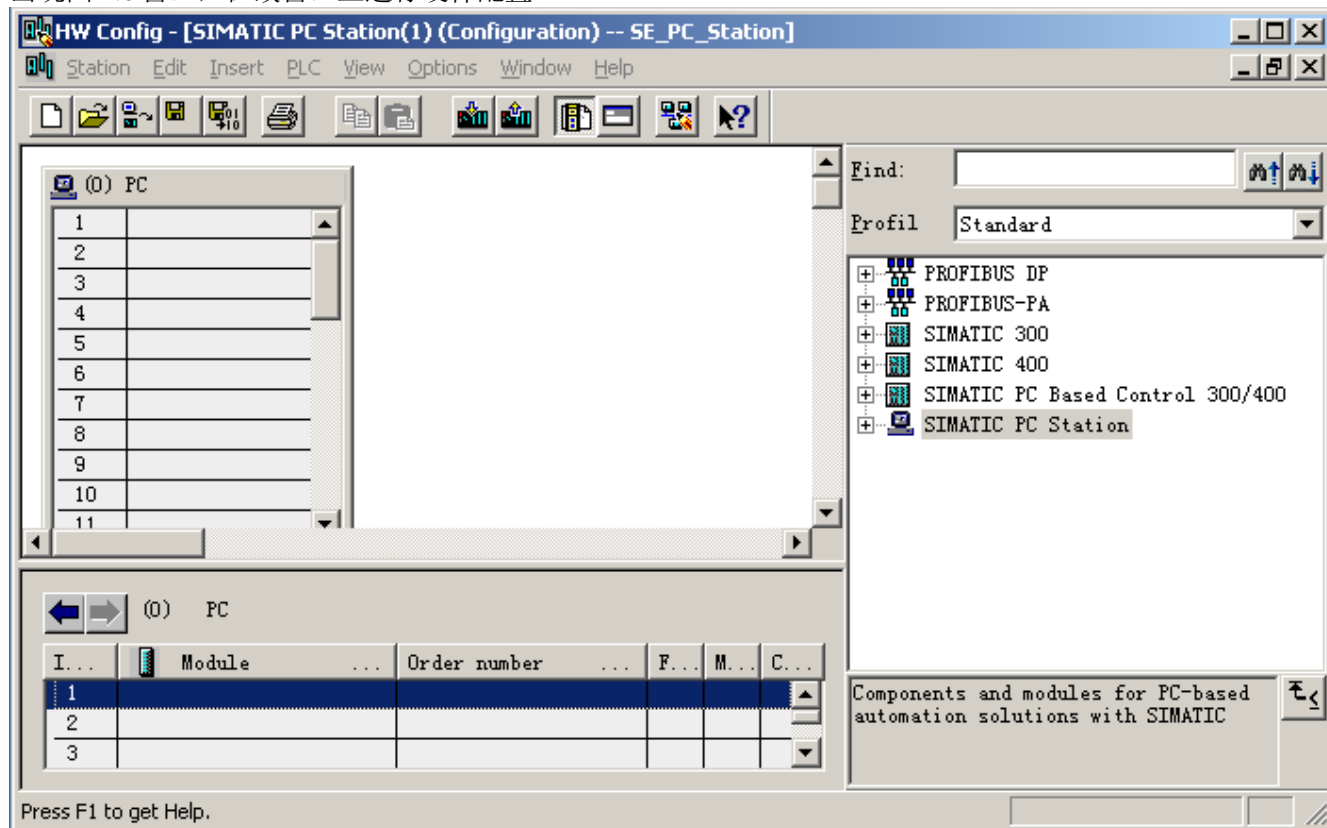 HW Config - [SIMATIC PC Station(1) (Configuration) -- SE_PC_Station]
Station Edit Insert PLC View Options Window Help
(0) PC
1
2
3
4
5
6
7
8
9
10
11
Find:
Profil Standard
PROFIBUS DP
PROFIBUS-PA
SIMATIC 300
SIMATIC 400
SIMATIC PC Based Control 300/400
SIMATIC PC Station
(0) PC
I... Module ... Order number ... F... M... C...
1
2
3
Components and modules for PC-based
automation solutions with SIMATIC
Press F1 to get Help.